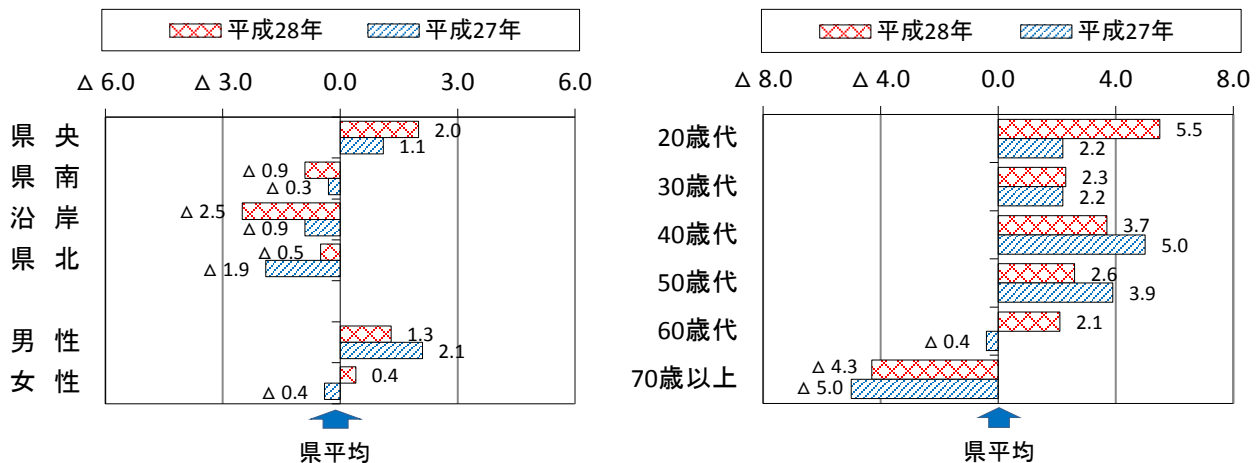 平成28年 平成27年
△ 6.0 △ 3.0 0.0 3.0 6.0
県 央 2.0
1.1
県 南 △ 0.9
△ 0.3
沿 岸 △ 2.5
△ 0.9
県 北 △ 0.5
△ 1.9
男 性 1.3
2.1
女 性 0.4
△ 0.4
県平均
平成28年 平成27年
△ 8.0 △ 4.0 0.0 4.0 8.0
20歳代 5.5
2.2
30歳代 2.3
2.2
40歳代 3.7
5.0
50歳代 2.6
3.9
60歳代 2.1
△ 0.4
70歳以上 △ 4.3
△ 5.0
県平均